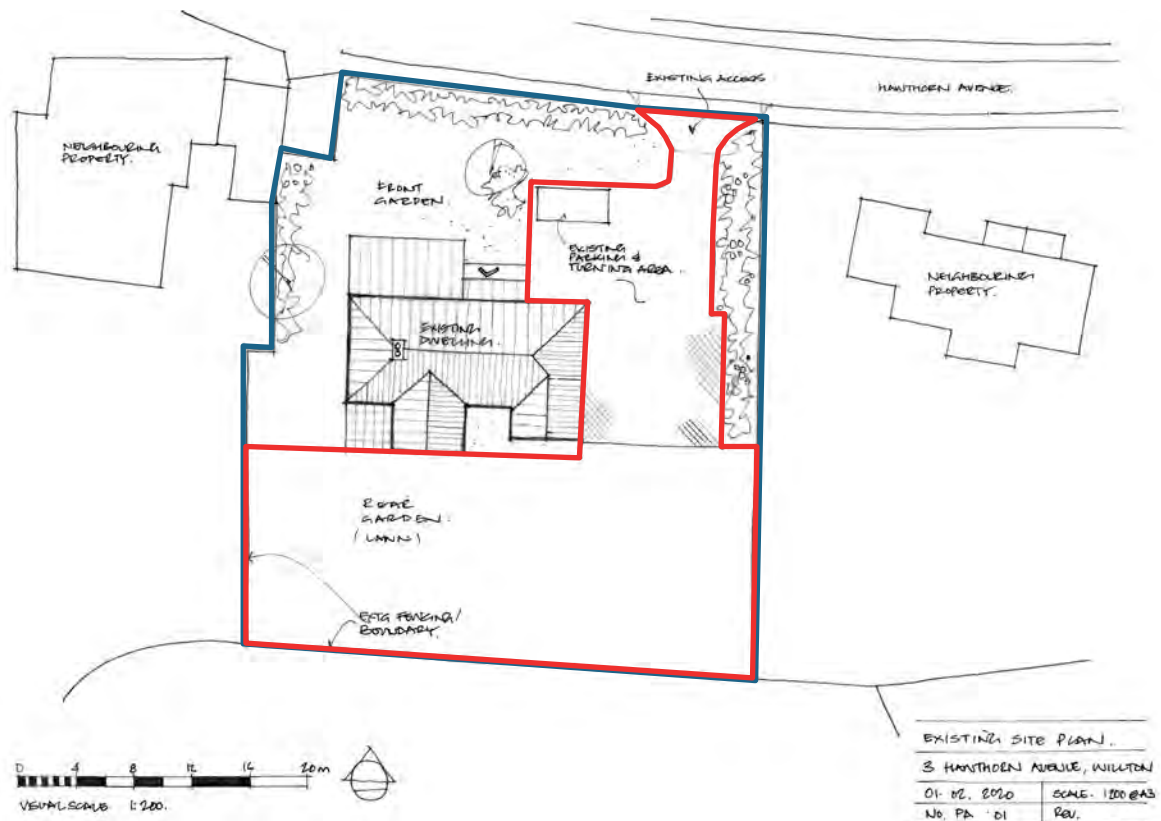 EXISTING ACCESS
HAWTHORN AVENUE.
NEIGHBOURING
PROPERTY.
FRONT
GARDEN.
EXISTING
PARKING &
TURNING AREA.
NEIGHBOURING
PROPERTY.
EXISTING
DWELLING.
REAR
GARDEN.
(LAWN)
EXTG FENCING/
BOUNDARY.
0 4 8 12 16 20m
VISUAL SCALE 1:200.
EXISTING SITE PLAN.
3 HAWTHORN AVENUE, WILLTON
01. 02. 2020
SCALE. 1:200 @ A3
NO. PA 01
REV.